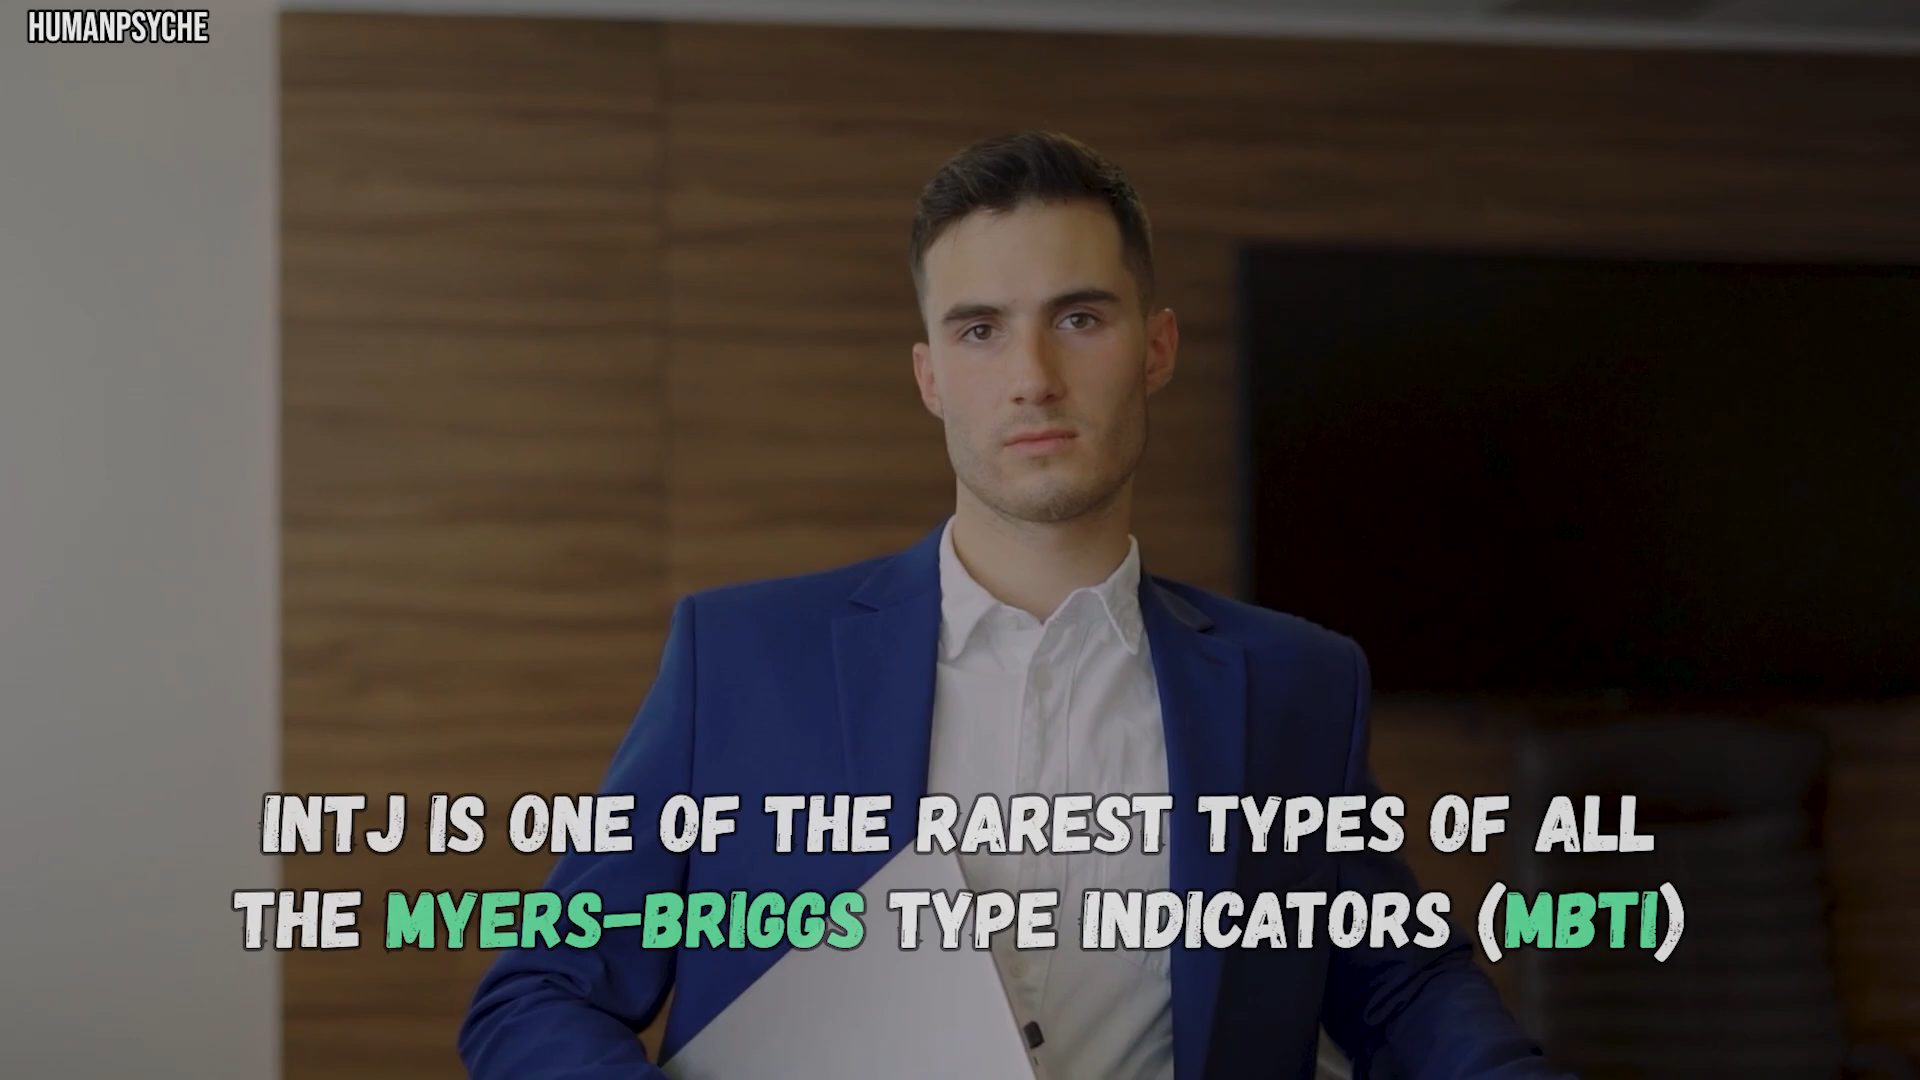 HUMANPSYCHE
INTJ IS ONE OF THE RAREST TYPES OF ALL
THE MYERS-BRIGGS TYPE INDICATORS (MBTI)